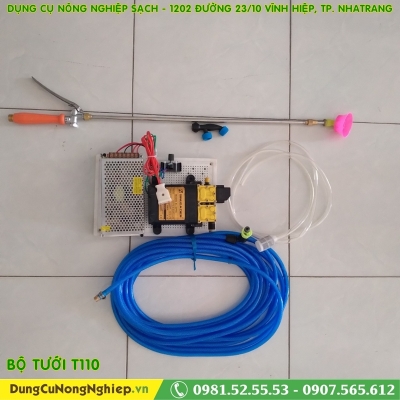 DỤNG CỤ NÔNG NGHIỆP SẠCH - 1202 ĐƯỜNG 23/10 VĨNH HIỆP, TP. NHATRANG
BỘ TƯỚI T110
DungCuNongNghiep.vn 0981.52.55.53 - 0907.565.612